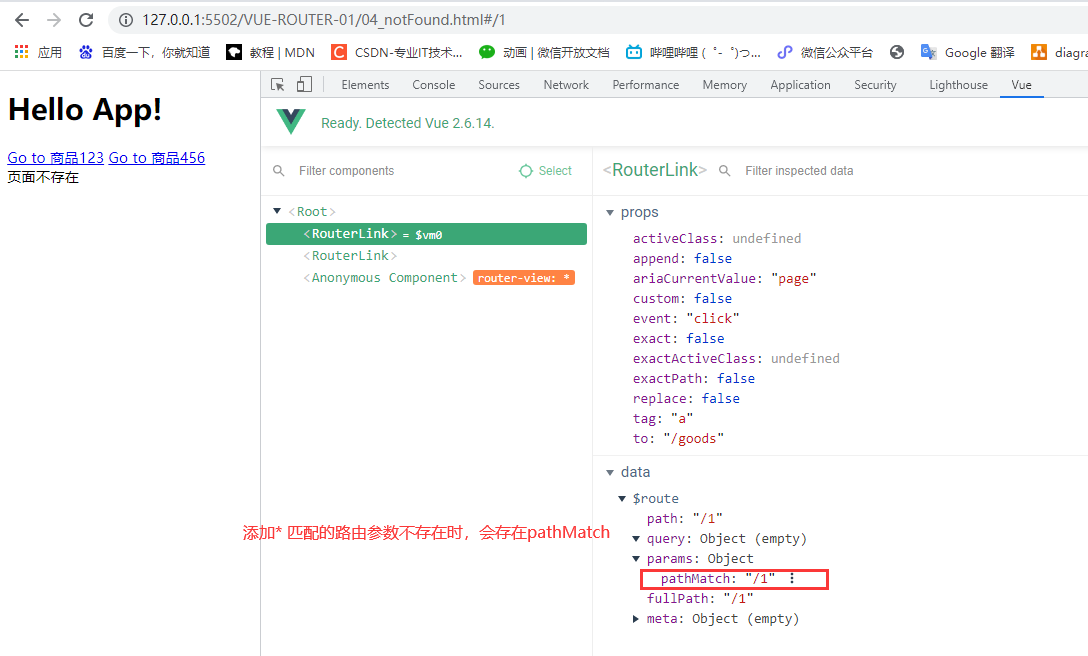 127.0.0.1:5502/VUE-ROUTER-01/04_notFound.html#/1
应用 百度一下，你就知道 教程 | MDN CSDN-专业IT技术... 动画 | 微信开放文档 哔哩哔哩 ( ゜- ゜)つ... 微信公众平台 Google 翻译 diagra
Elements Console Sources Network Performance Memory Application Security Lighthouse Vue
Hello App!
Go to 商品123 Go to 商品456
页面不存在
Ready. Detected Vue 2.6.14.
Filter components Select
<RouterLink> Filter inspected data
<Root>
<RouterLink> = $vm0
<RouterLink>
<Anonymous Component> router-view: *
props
activeClass: undefined
append: false
ariaCurrentValue: "page"
custom: false
event: "click"
exact: false
exactActiveClass: undefined
exactPath: false
replace: false
tag: "a"
to: "/goods"
data
$route
path: "/1"
添加* 匹配的路由参数不存在时，会存在pathMatch
query: Object (empty)
params: Object
pathMatch: "/1"
fullPath: "/1"
meta: Object (empty)